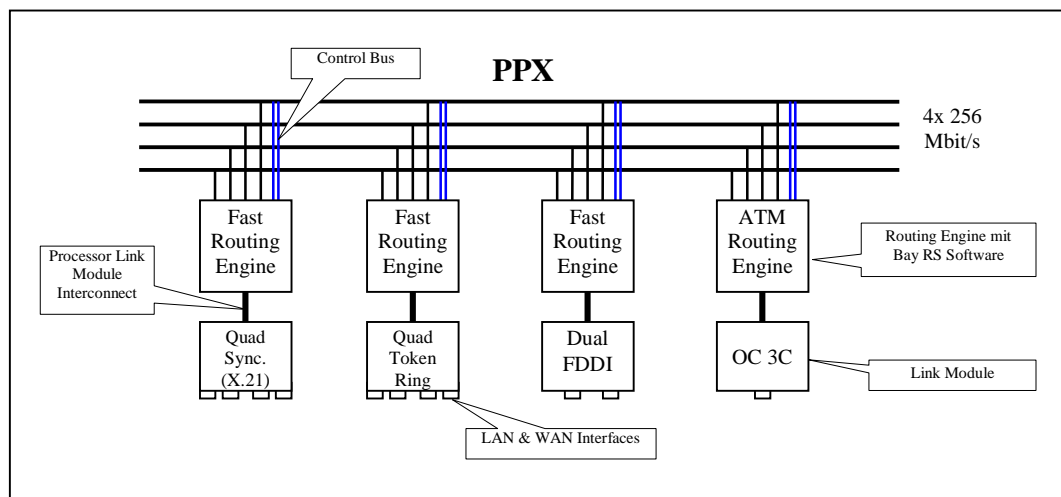 Control Bus
PPX
4x 256
Mbit/s
Fast
Routing
Engine
Fast
Routing
Engine
Fast
Routing
Engine
ATM
Routing
Engine
Routing Engine mit
Bay RS Software
Processor Link
Module
Interconnect
Quad
Sync.
(X.21)
Quad
Token
Ring
Dual
FDDI
OC 3C
Link Module
LAN & WAN Interfaces